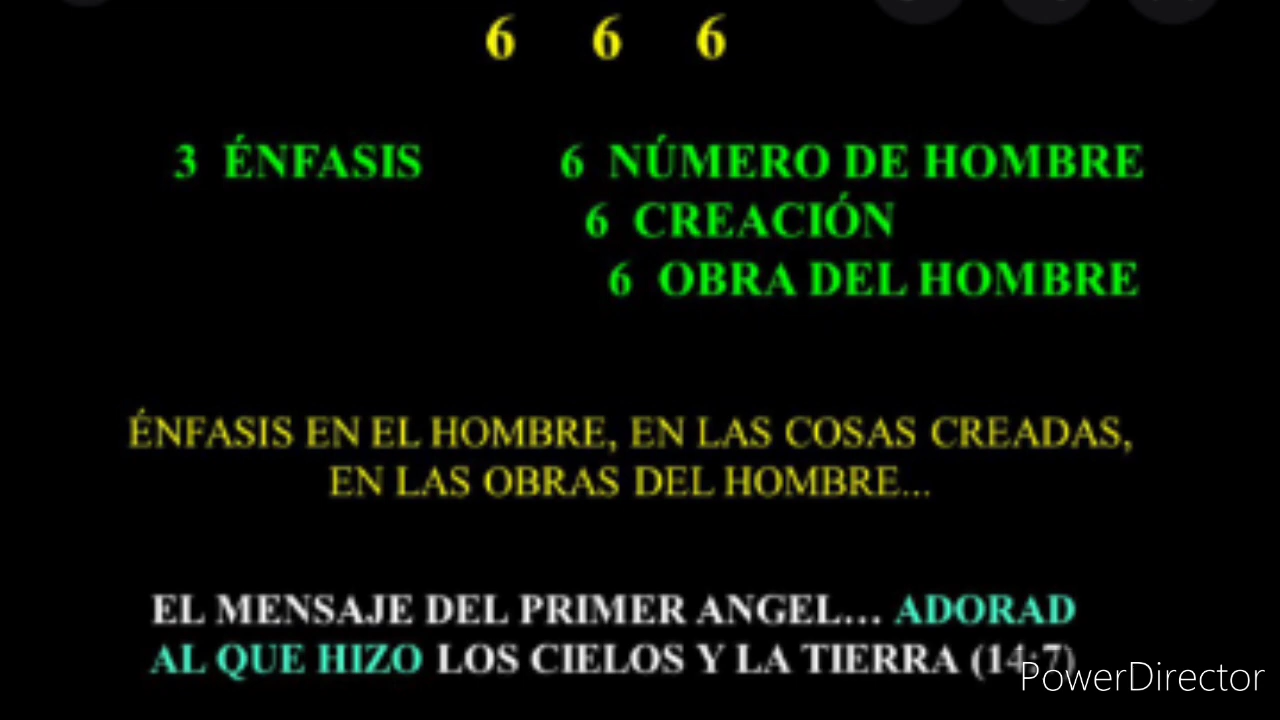 6 6 6
3 ÉNFASIS 6 NÚMERO DE HOMBRE
6 CREACIÓN
6 OBRA DEL HOMBRE
ÉNFASIS EN EL HOMBRE, EN LAS COSAS CREADAS,
EN LAS OBRAS DEL HOMBRE...
EL MENSAJE DEL PRIMER ANGEL... ADORAD
AL QUE HIZO LOS CIELOS Y LA TIERRA (14:7)
PowerDirector